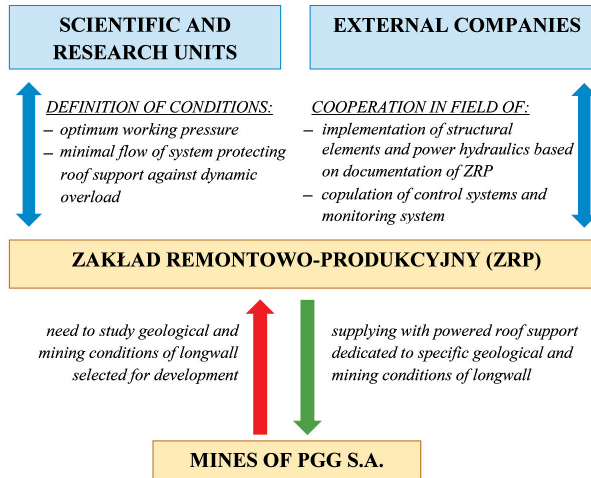 SCIENTIFIC AND
RESEARCH UNITS
EXTERNAL COMPANIES
DEFINITION OF CONDITIONS:
– optimum working pressure
– minimal flow of system protecting
roof support against dynamic
overload
COOPERATION IN FIELD OF:
– implementation of structural
elements and power hydraulics based
on documentation of ZRP
– copulation of control systems and
monitoring system
ZAKŁAD REMONTOWO-PRODUKCYJNY (ZRP)
need to study geological and
mining conditions of longwall
selected for development
supplying with powered roof support
dedicated to specific geological and
mining conditions of longwall
MINES OF PGG S.A.